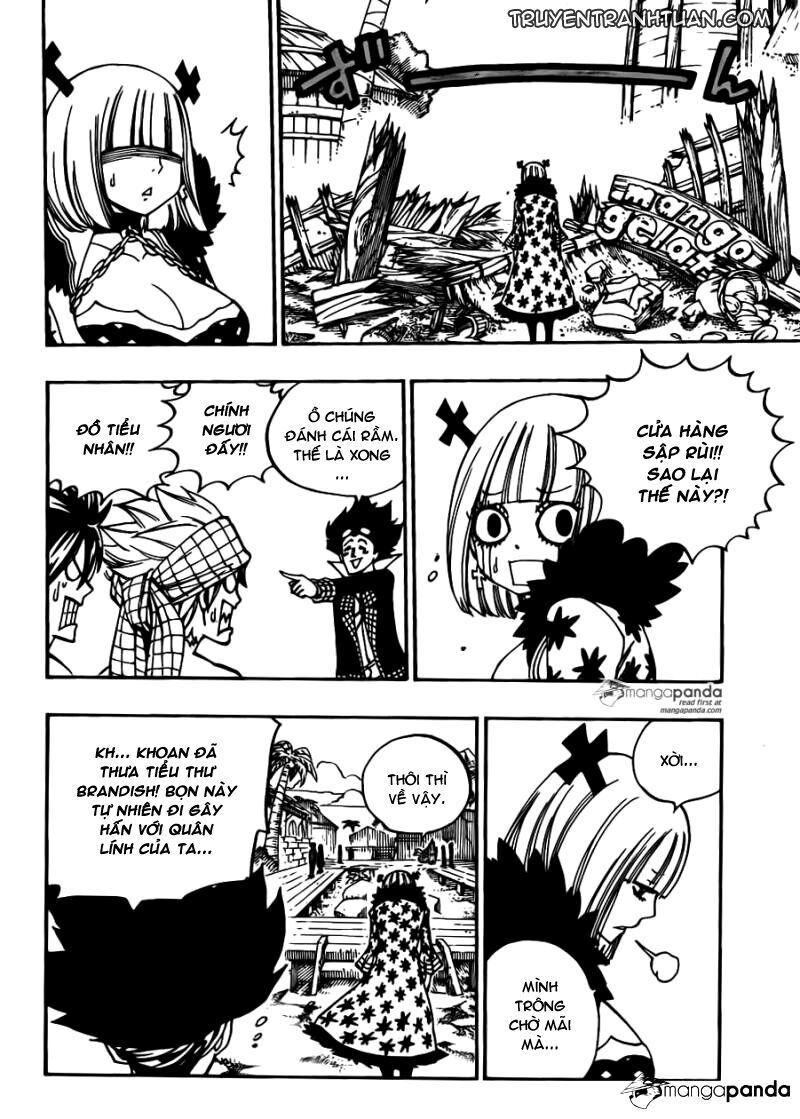 TRUYENTRANHTUAN.COM
ず
ん
mango
gelato
CỬA HÀNG
SẬP RÙI!!
SAO LẠI
THẾ NÀY?!
Ồ CHÚNG
ĐÁNH CÁI RẦM.
THẾ LÀ XONG
...
CHÍNH
NGƯƠI
ĐẤY!!
ĐỒ TIỂU
NHÂN!!
mangapanda
read first at
mangapanda.com
XỜI...
MÌNH
TRÔNG
CHỜ MÃI
MÀ...
THÔI THÌ
VỀ VẬY.
KH... KHOAN ĐÃ
THƯA TIỂU THƯ
BRANDISH! BỌN NÀY
TỰ NHIÊN ĐI GÂY
HẤN VỚI QUÂN
LÍNH CỦA TA...
mangapanda